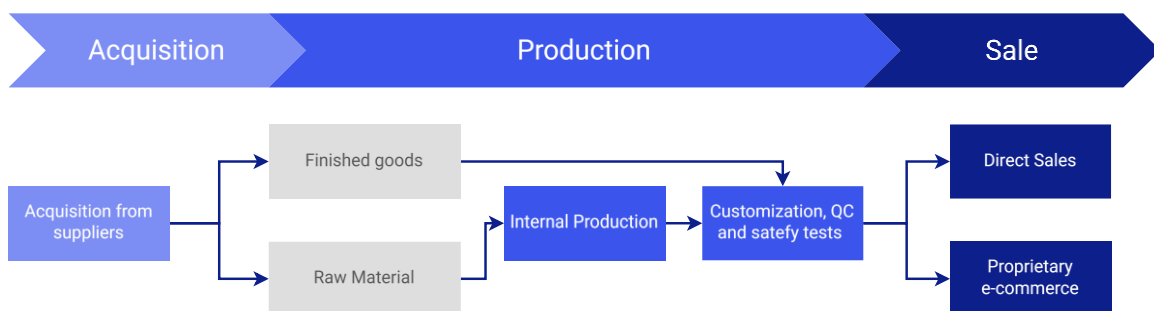 Acquisition
Production
Sale
Finished goods
Direct Sales
Acquisition from
suppliers
Internal Production
Customization, QC
and satefy tests
Raw Material
Proprietary
e-commerce